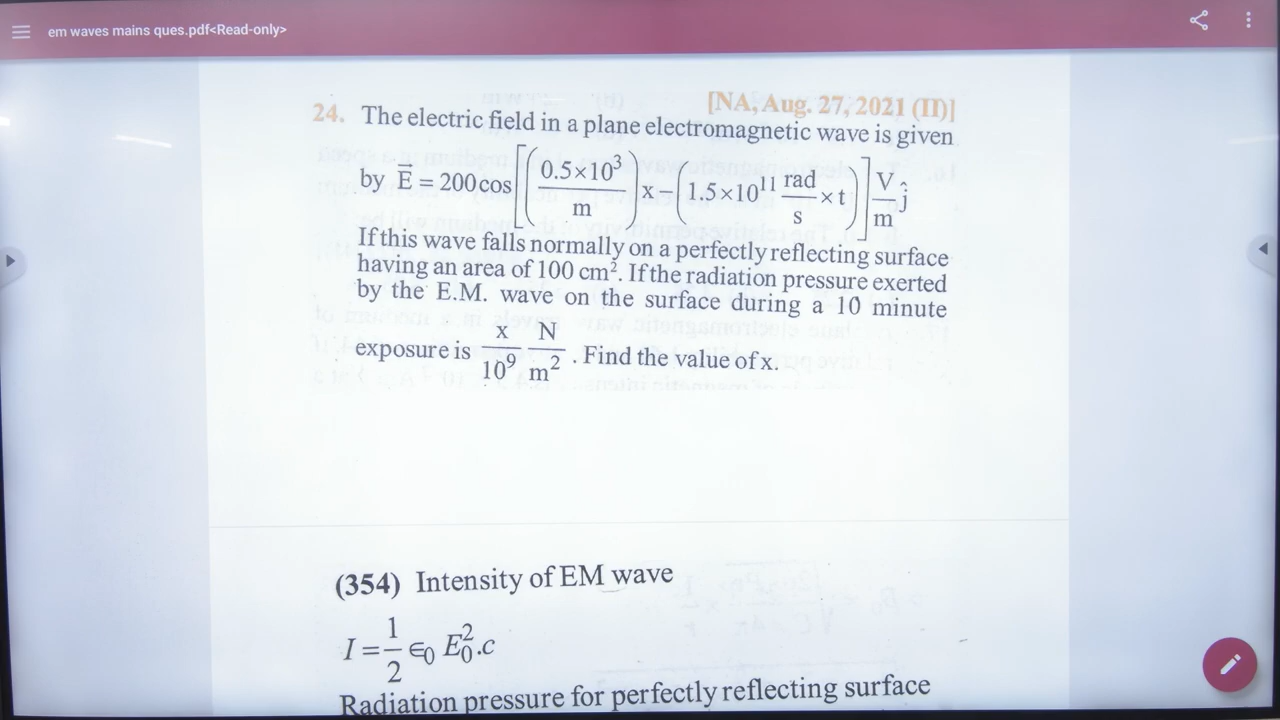 em waves mains ques.pdf<Read-only>
[NA, Aug. 27, 2021 (II)]
24. The electric field in a plane electromagnetic wave is given
by E⃗ = 200cos[(0.5×10³/m)x−(1.5×10¹¹ rad/s ×t)] V/m ĵ
If this wave falls normally on a perfectly reflecting surface
having an area of 100 cm². If the radiation pressure exerted
by the E.M. wave on the surface during a 10 minute
exposure is x/10⁹ N/m². Find the value of x.
(354) Intensity of EM wave
I=1/2 ∈₀ E₀².c
Radiation pressure for perfectly reflecting surface